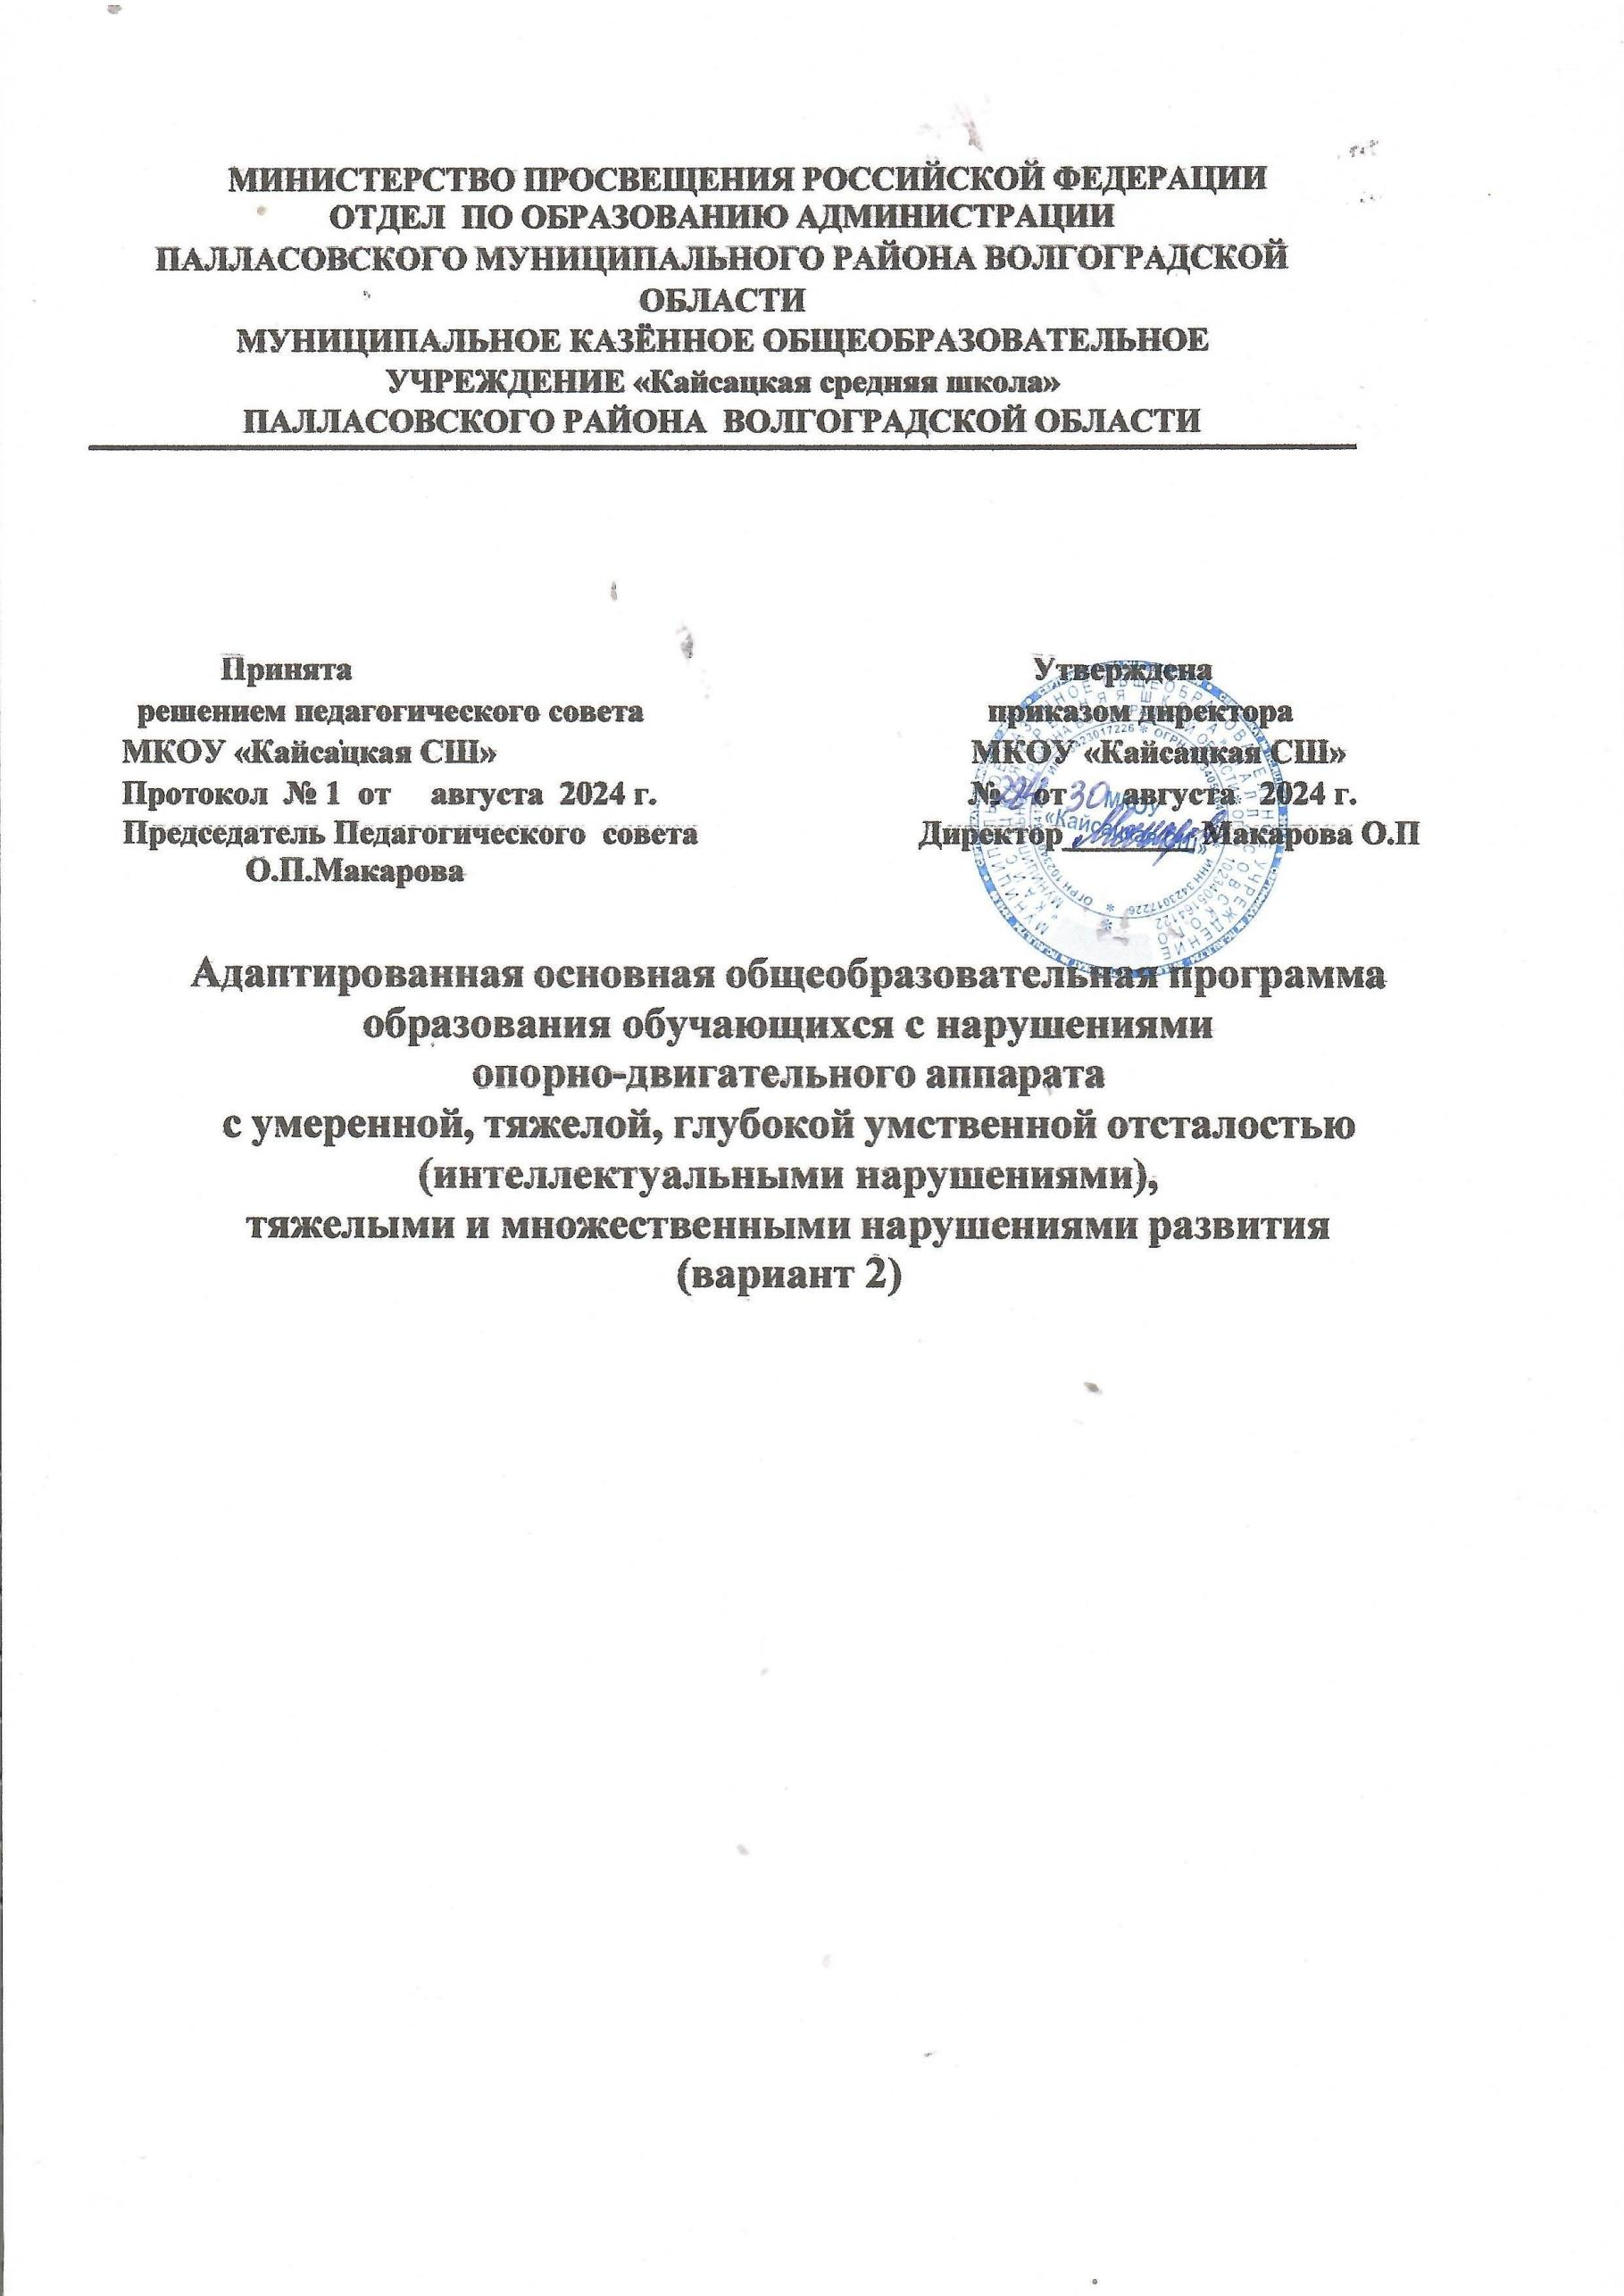 МИНИСТЕРСТВО ПРОСВЕЩЕНИЯ РОССИЙСКОЙ ФЕДЕРАЦИИ
ОТДЕЛ ПО ОБРАЗОВАНИЮ АДМИНИСТРАЦИИ
ПАЛЛАСОВСКОГО МУНИЦИПАЛЬНОГО РАЙОНА ВОЛГОГРАДСКОЙ
ОБЛАСТИ
МУНИЦИПАЛЬНОЕ КАЗЁННОЕ ОБЩЕОБРАЗОВАТЕЛЬНОЕ
УЧРЕЖДЕНИЕ «Кайсацкая средняя школа»
ПАЛЛАСОВСКОГО РАЙОНА ВОЛГОГРАДСКОЙ ОБЛАСТИ
Принята
решением педагогического совета
МКОУ «Кайсацкая СШ»
Протокол № 1 от августа 2024 г.
Председатель Педагогического совета
О.П.Макарова
Утверждена
приказом директора
МКОУ «Кайсацкая СШ»
№ от 30 августа 2024 г.
Директор Макарова О.П
Адаптированная основная общеобразовательная программа
образования обучающихся с нарушениями
опорно-двигательного аппарата
с умеренной, тяжелой, глубокой умственной отсталостью
(интеллектуальными нарушениями),
тяжелыми и множественными нарушениями развития
(вариант 2)